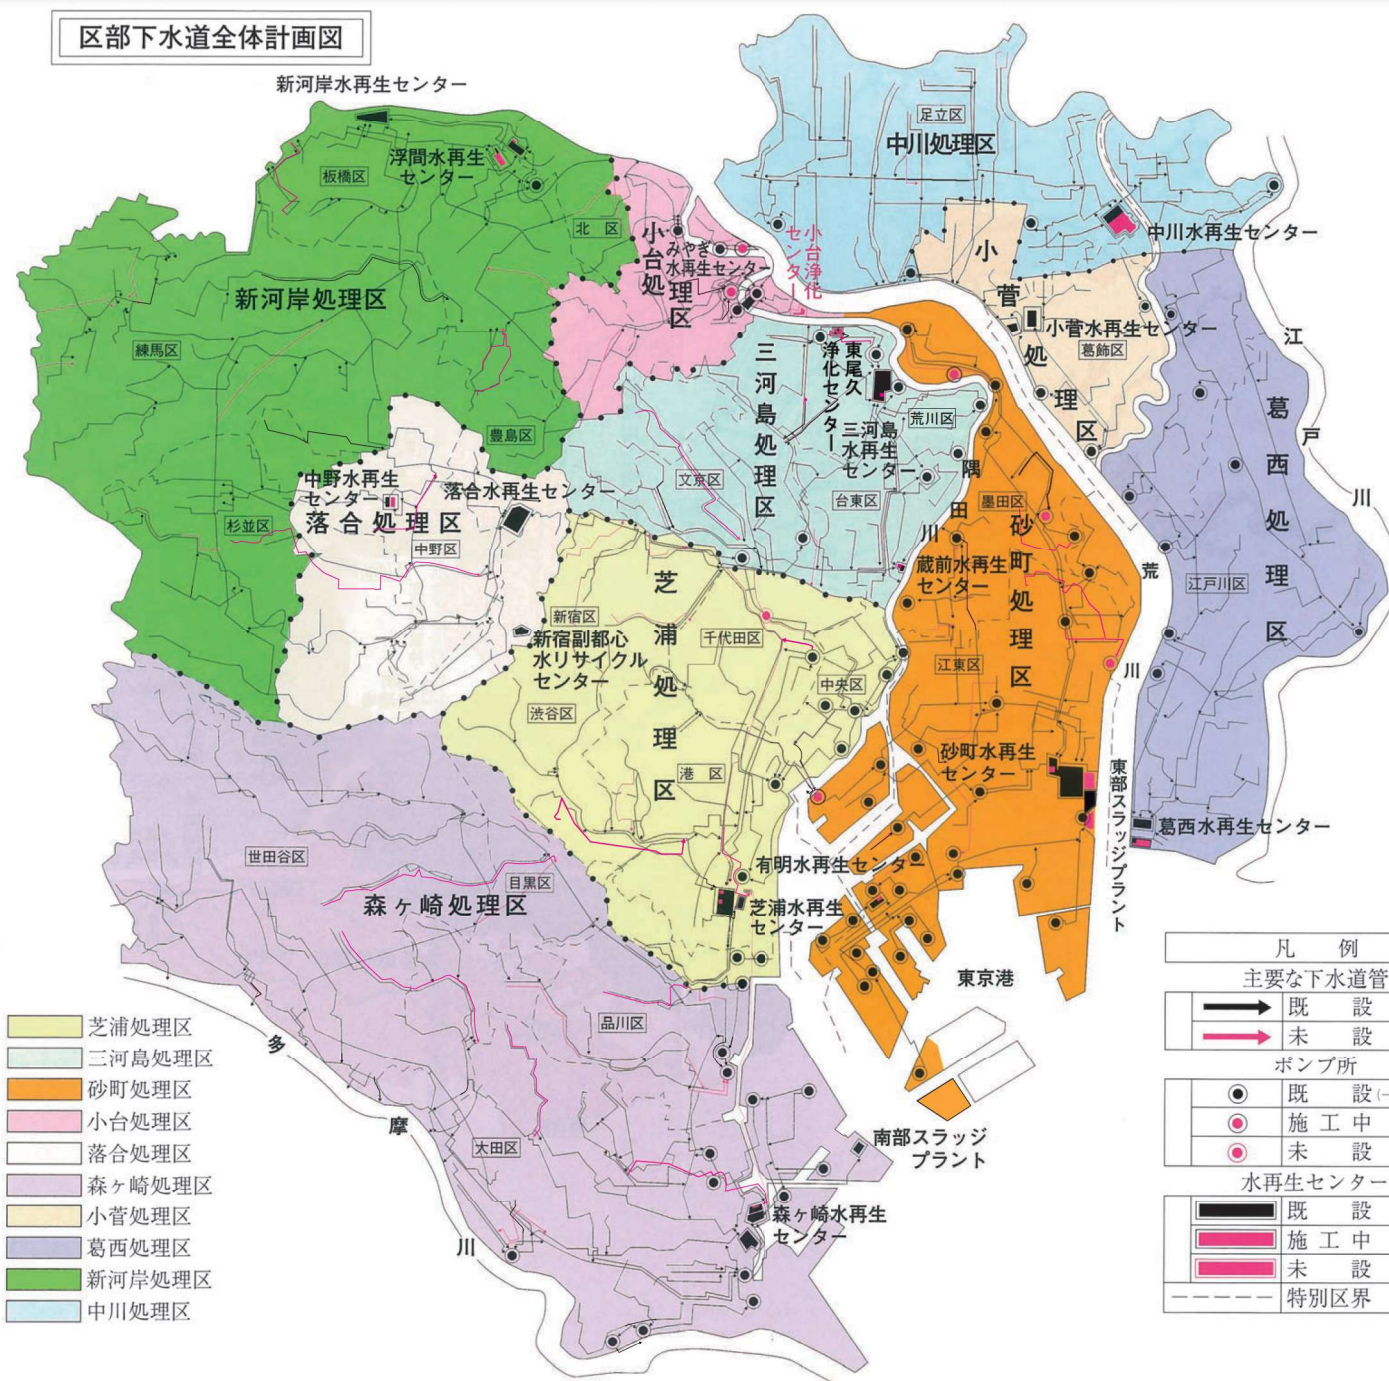 区部下水道全体計画図
新河岸水再生センター
浮間水再生
センター
板橋区
北 区
新河岸処理区
練馬区
豊島区
杉並区
小台処理区
みやぎ
水再生センター
小台浄化
センター
足立区
中川処理区
中川水再生センター
小菅処理区
小菅水再生センター
葛飾区
江戸川
葛西処理区
江戸川区
葛西水再生センター
三河島処理区
東尾久
浄化センター
三河島
水再生
センター
荒川区
文京区
台東区
隅田川
墨田区
砂町処理区
蔵前水再生
センター
荒川
江東区
砂町水再生
センター
東部スラッジプラント
中野水再生
センター
落合水再生センター
落合処理区
中野区
新宿区
新宿副都心
水リサイクル
センター
芝浦処理区
千代田区
中央区
渋谷区
港 区
有明水再生センター
芝浦水再生
センター
東京港
世田谷区
目黒区
森ヶ崎処理区
品川区
大田区
多摩川
南部スラッジ
プラント
森ヶ崎水再生
センター
芝浦処理区
三河島処理区
砂町処理区
小台処理区
落合処理区
森ヶ崎処理区
小菅処理区
葛西処理区
新河岸処理区
中川処理区
凡 例
主要な下水道管
既 設
未 設
ポンプ所
既 設
施 工 中
未 設
水再生センター
既 設
施 工 中
未 設
特別区界